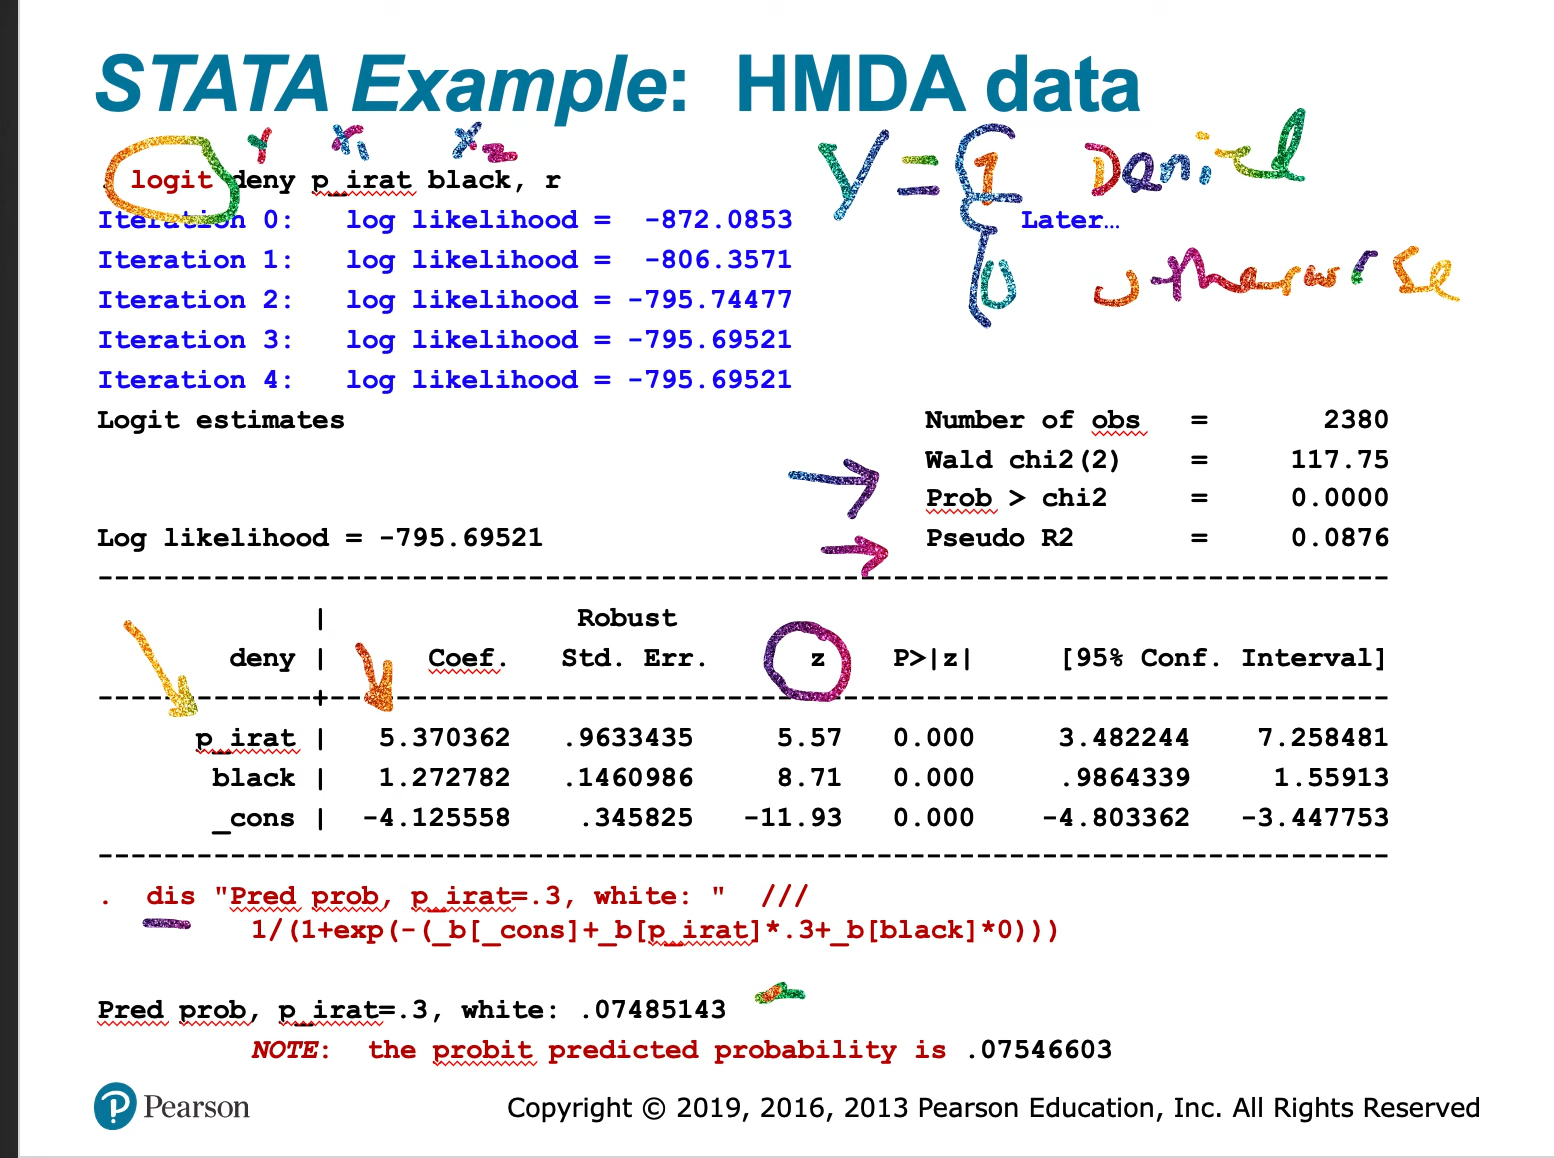 STATA Example: HMDA data
Y X1 X2
. logit deny p_irat black, r
Y = { 1 Denied
Iteration 0: log likelihood = -872.0853 Later…
0 otherwise
Iteration 1: log likelihood = -806.3571
Iteration 2: log likelihood = -795.74477
Iteration 3: log likelihood = -795.69521
Iteration 4: log likelihood = -795.69521
Logit estimates Number of obs = 2380
Wald chi2(2) = 117.75
Prob > chi2 = 0.0000
Log likelihood = -795.69521 Pseudo R2 = 0.0876
------------------------------------------------------------------------------
| Robust
deny | Coef. Std. Err. z P>|z| [95% Conf. Interval]
-------------+----------------------------------------------------------------
p_irat | 5.370362 .9633435 5.57 0.000 3.482244 7.258481
black | 1.272782 .1460986 8.71 0.000 .9864339 1.55913
_cons | -4.125558 .345825 -11.93 0.000 -4.803362 -3.447753
------------------------------------------------------------------------------
. dis "Pred prob, p_irat=.3, white: " ///
1/(1+exp(-(_b[_cons]+_b[p_irat]*.3+_b[black]*0)))
Pred prob, p_irat=.3, white: .07485143
NOTE: the probit predicted probability is .07546603
Pearson
Copyright © 2019, 2016, 2013 Pearson Education, Inc. All Rights Reserved